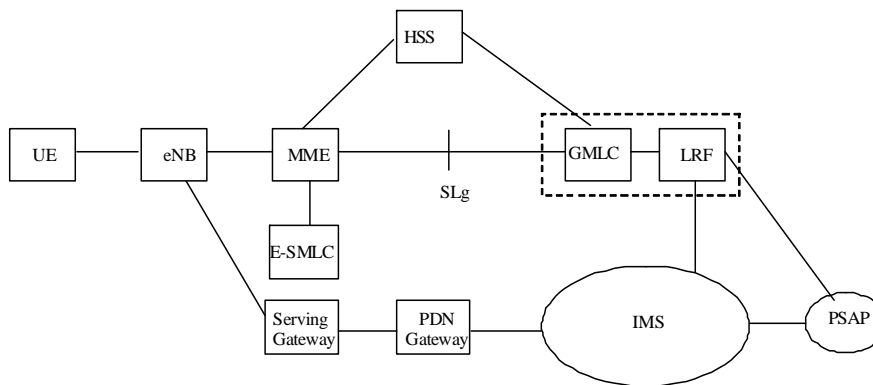 HSS
UE
eNB
MME
GMLC
LRF
SLg
E-SMLC
Serving
Gateway
PDN
Gateway
IMS
PSAP